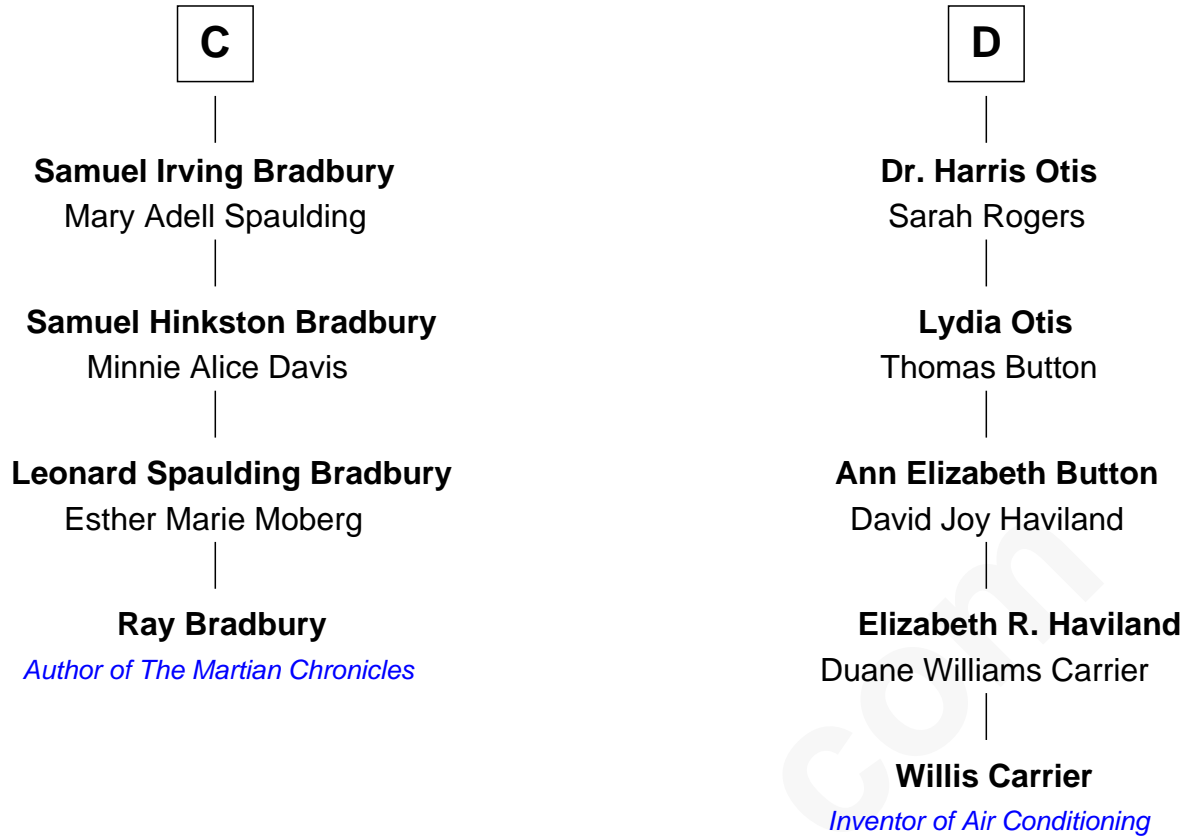 C
Samuel Irving Bradbury
Mary Adell Spaulding
Samuel Hinkston Bradbury
Minnie Alice Davis
Leonard Spaulding Bradbury
Esther Marie Moberg
Ray Bradbury
Author of The Martian Chronicles
D
Dr. Harris Otis
Sarah Rogers
Lydia Otis
Thomas Button
Ann Elizabeth Button
David Joy Haviland
Elizabeth R. Haviland
Duane Williams Carrier
Willis Carrier
Inventor of Air Conditioning
com